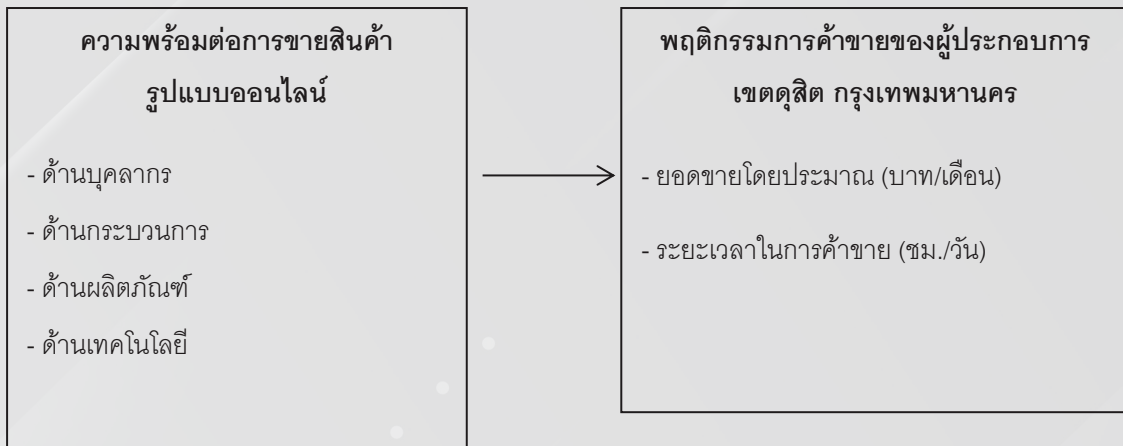 ความพร้อมต่อการขายสินค้า
รูปแบบออนไลน์
- ด้านบุคลากร
- ด้านกระบวนการ
- ด้านผลิตภัณฑ์
- ด้านเทคโนโลยี
พฤติกรรมการค้าขายของผู้ประกอบการ
เขตดุสิต กรุงเทพมหานคร
- ยอดขายโดยประมาณ (บาท/เดือน)
- ระยะเวลาในการค้าขาย (ชม./วัน)